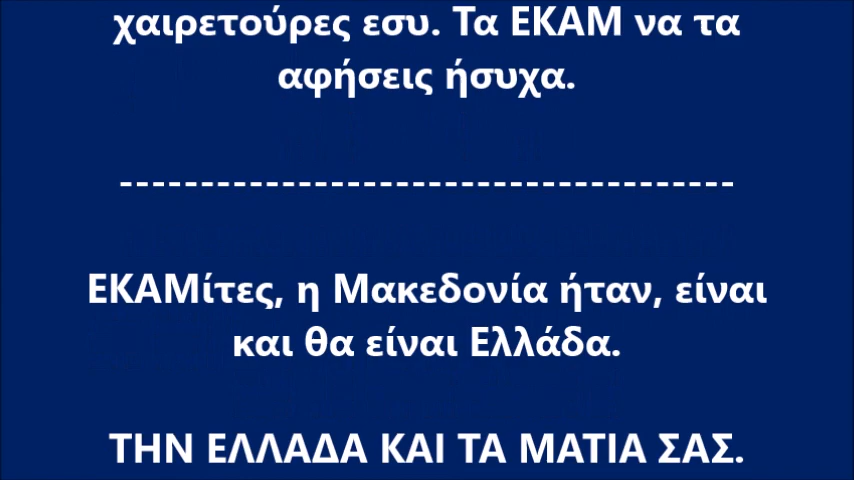 χαιρετούρες εσυ. Τα ΕΚΑΜ να τα
αφήσεις ήσυχα.
--------------------------------------
ΕΚΑΜίτες, η Μακεδονία ήταν, είναι
και θα είναι Ελλάδα.
ΤΗΝ ΕΛΛΑΔΑ ΚΑΙ ΤΑ ΜΑΤΙΑ ΣΑΣ.